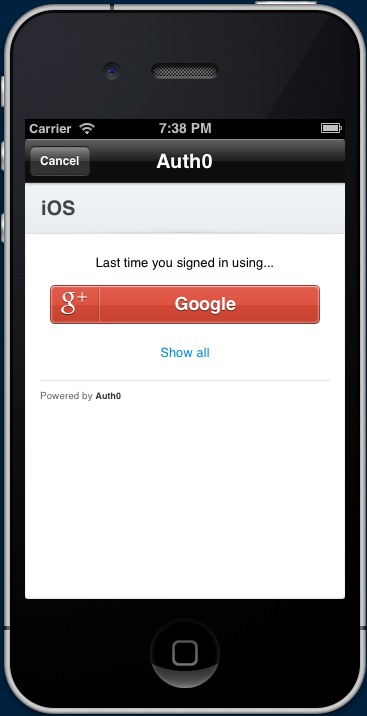 Carrier 7:38 PM
Cancel Auth0
iOS
Last time you signed in using...
g+ Google
Show all
Powered by Auth0